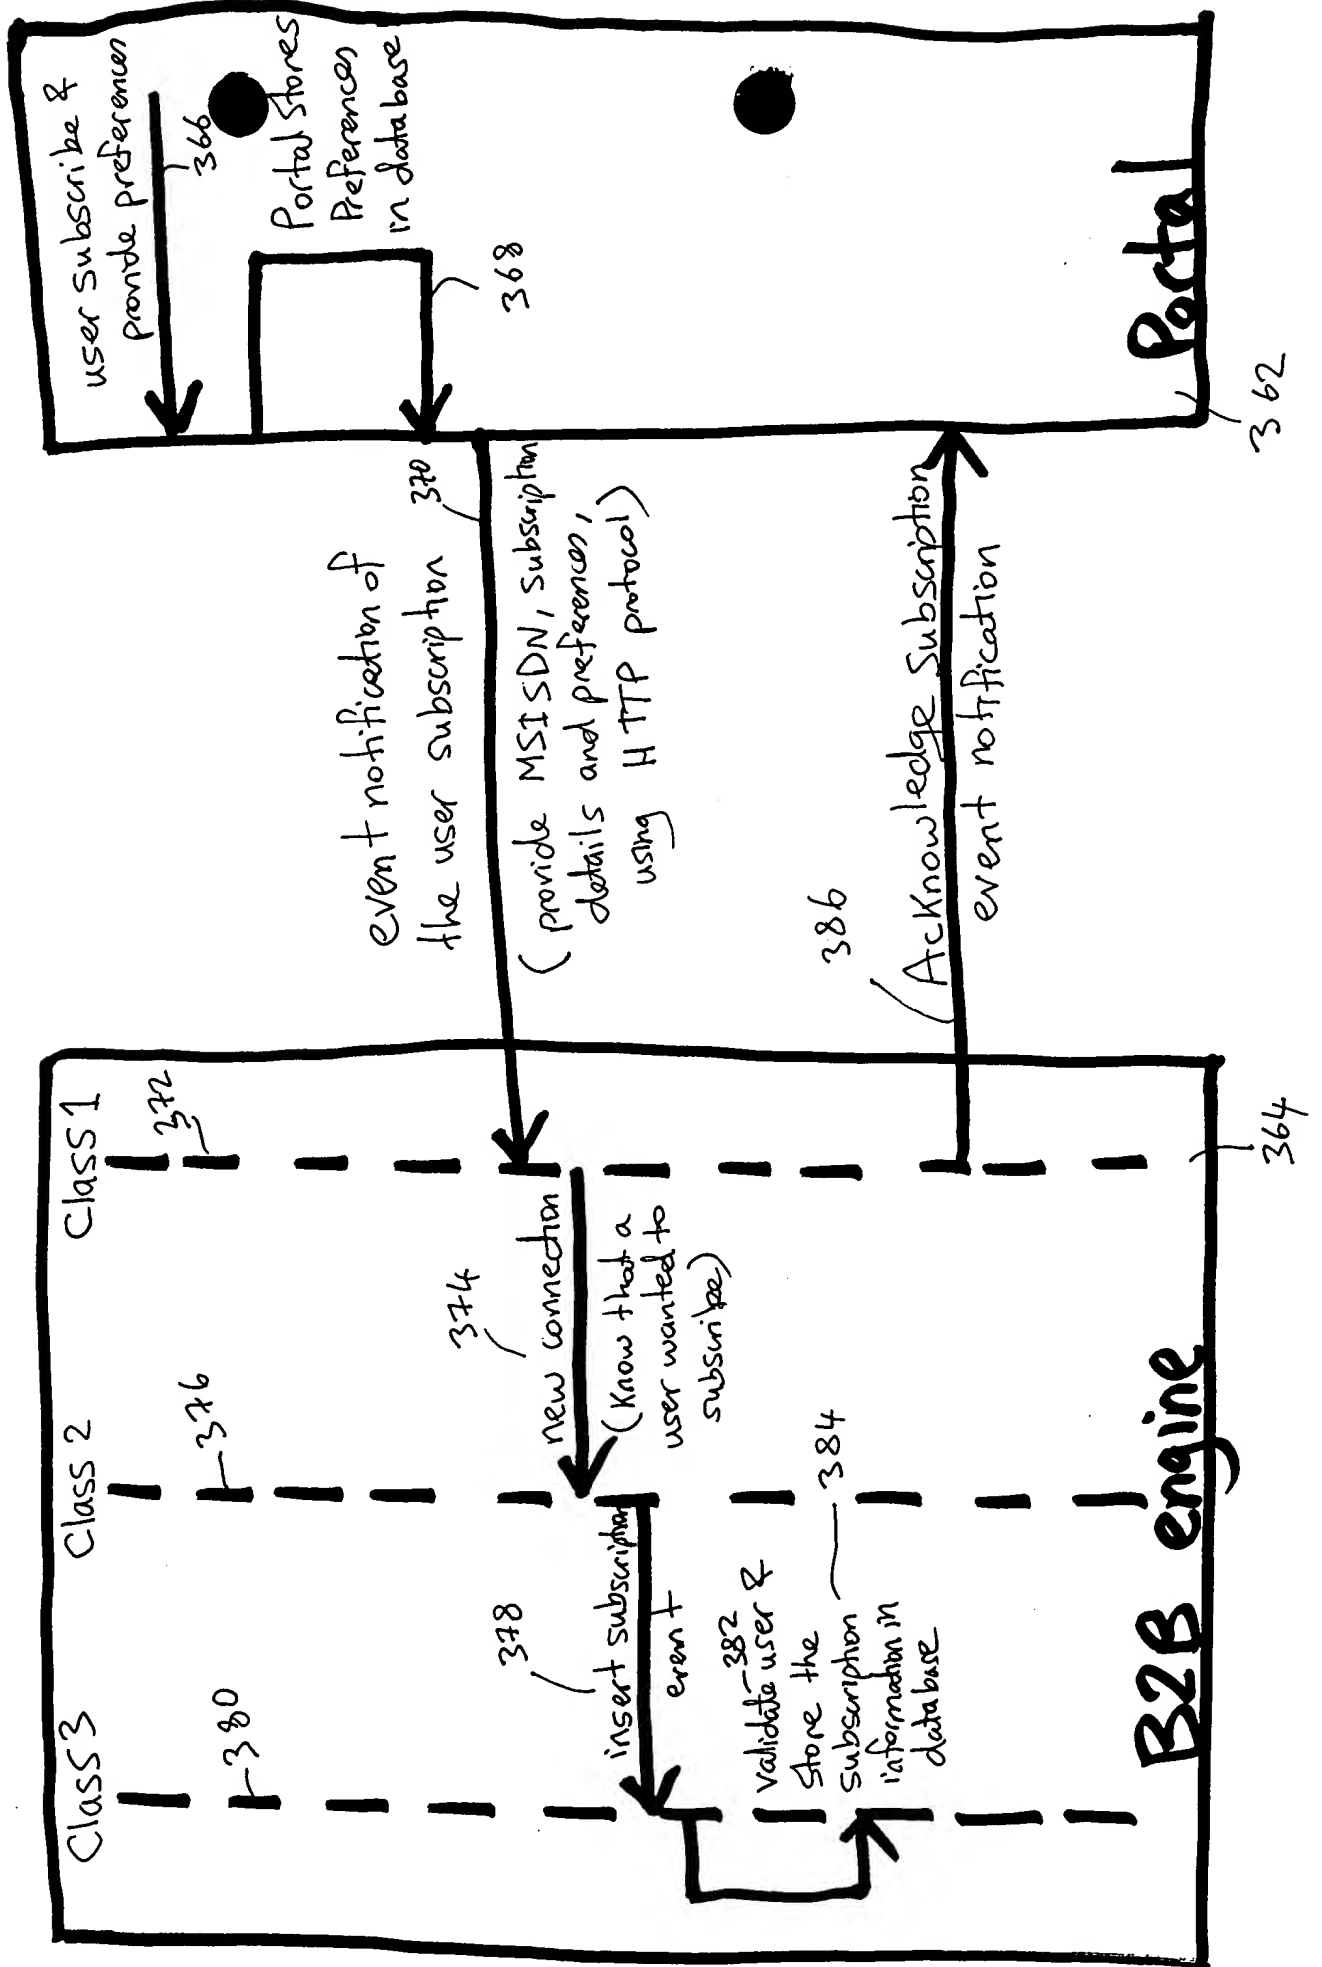 Class 3
380
Class 2
376
Class 1
372
user subscribe &
provide preferences
366
Portal Stores
Preferences
in database
368
event notification of
the user subscription
370
(provide MSISDN, subscription
details and preferences,
using HTTP protocol)
374
new connection
(Know that a
user wanted to
subscribe)
378
insert subscription
event
382
validate user &
Store the
subscription
information in
database
384
386
Acknowledge Subscription
event notification
B2B engine
364
Portal
362